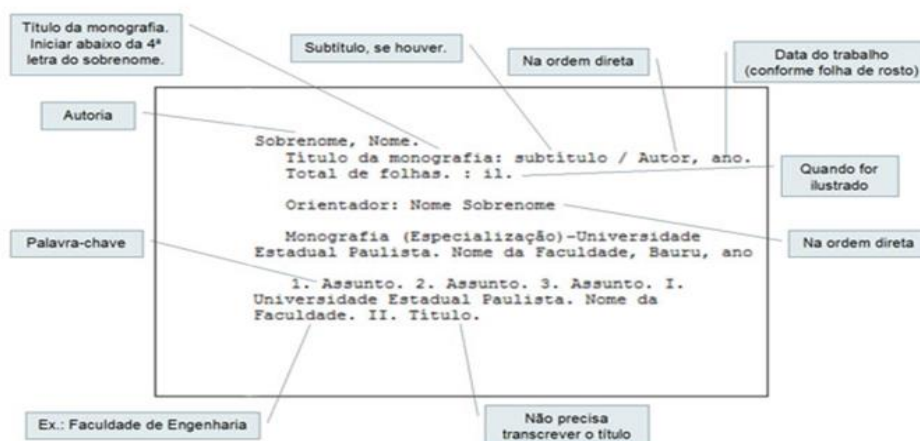 Título da monografia.
Iniciar abaixo da 4ª
letra do sobrenome.
Subtítulo, se houver.
Na ordem direta
Data do trabalho
(conforme folha de rosto)
Autoria
Sobrenome, Nome.
Título da monografia: subtítulo / Autor, ano.
Total de folhas. : il.
Quando for
ilustrado
Orientador: Nome Sobrenome
Palavra-chave
Na ordem direta
Monografia (Especialização)-Universidade
Estadual Paulista. Nome da Faculdade, Bauru, ano
1. Assunto. 2. Assunto. 3. Assunto. I.
Universidade Estadual Paulista. Nome da
Faculdade. II. Título.
Ex.: Faculdade de Engenharia
Não precisa
transcrever o título